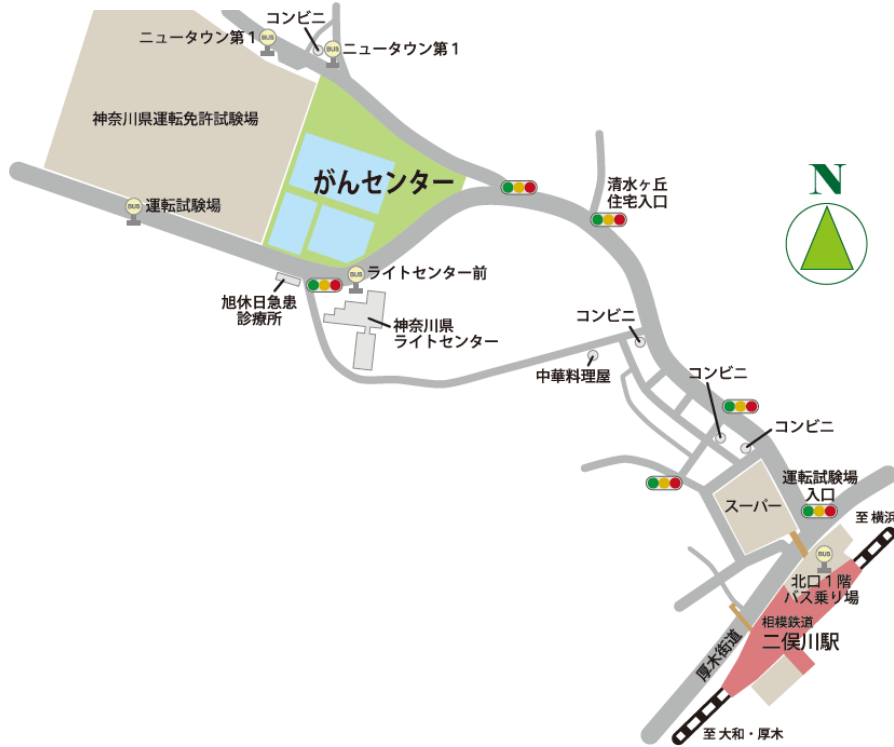 コンビニ
ニュータウン第1
BUS
BUS
ニュータウン第1
神奈川県運転免許試験場
がんセンター
N
清水ヶ丘
住宅入口
BUS
運転試験場
BUS
ライトセンター前
旭休日急患
診療所
神奈川県
ライトセンター
コンビニ
中華料理屋
コンビニ
コンビニ
スーパー
運転試験場
入口
至 横浜
BUS
北口1階
バス乗り場
相模鉄道
二俣川駅
厚木街道
至 大和・厚木